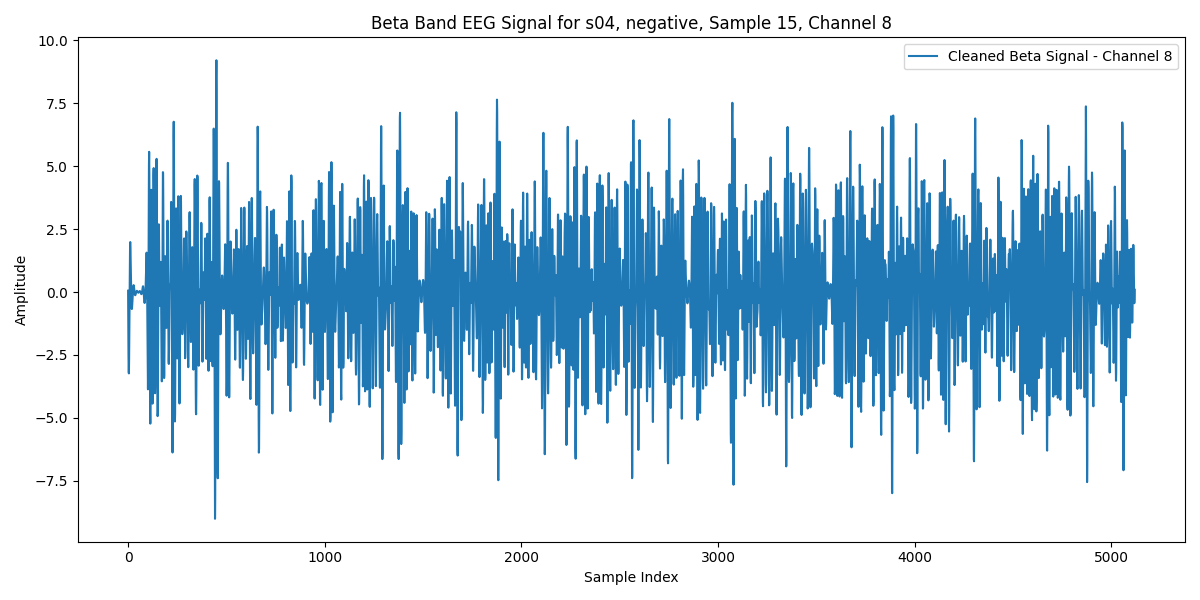 Beta Band EEG Signal for s04, negative, Sample 15, Channel 8
Cleaned Beta Signal - Channel 8
Amplitude
10.0
7.5
5.0
2.5
0.0
−2.5
−5.0
−7.5
0 1000 2000 3000 4000 5000
Sample Index